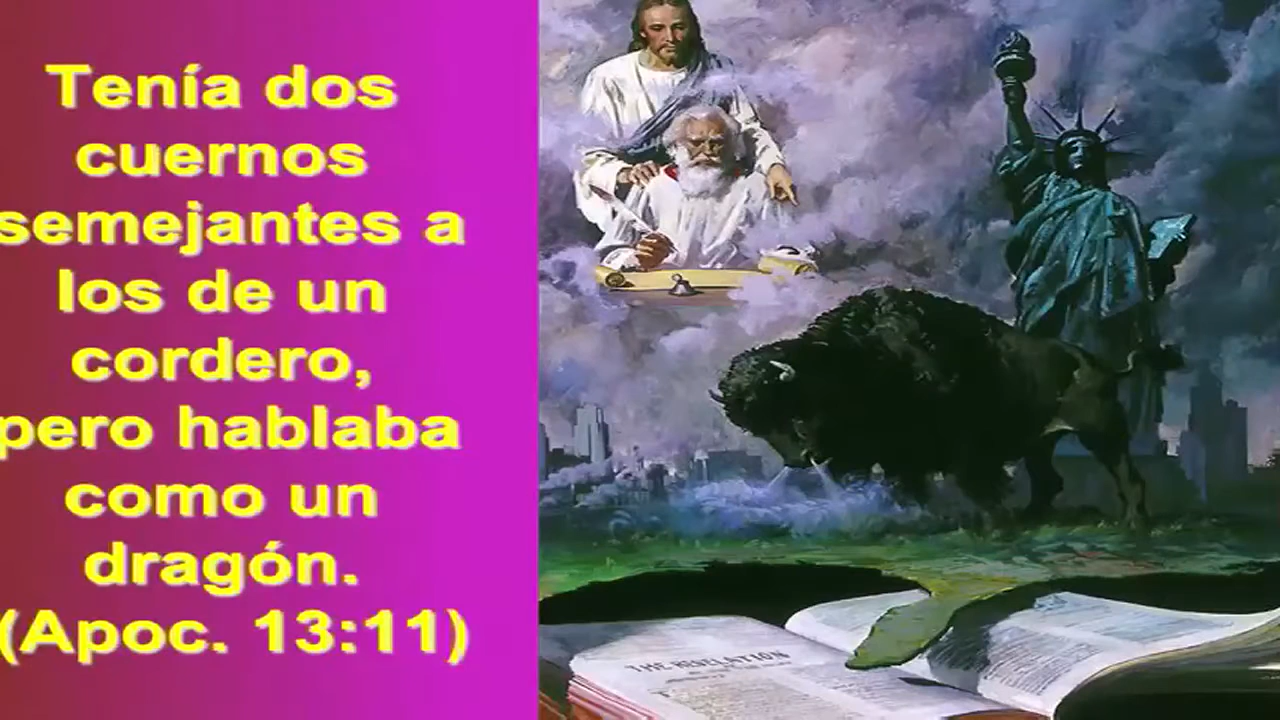 Tenía dos
cuernos
semejantes a
los de un
cordero,
pero hablaba
como un
dragón.
(Apoc. 13:11)
THE REVELATION